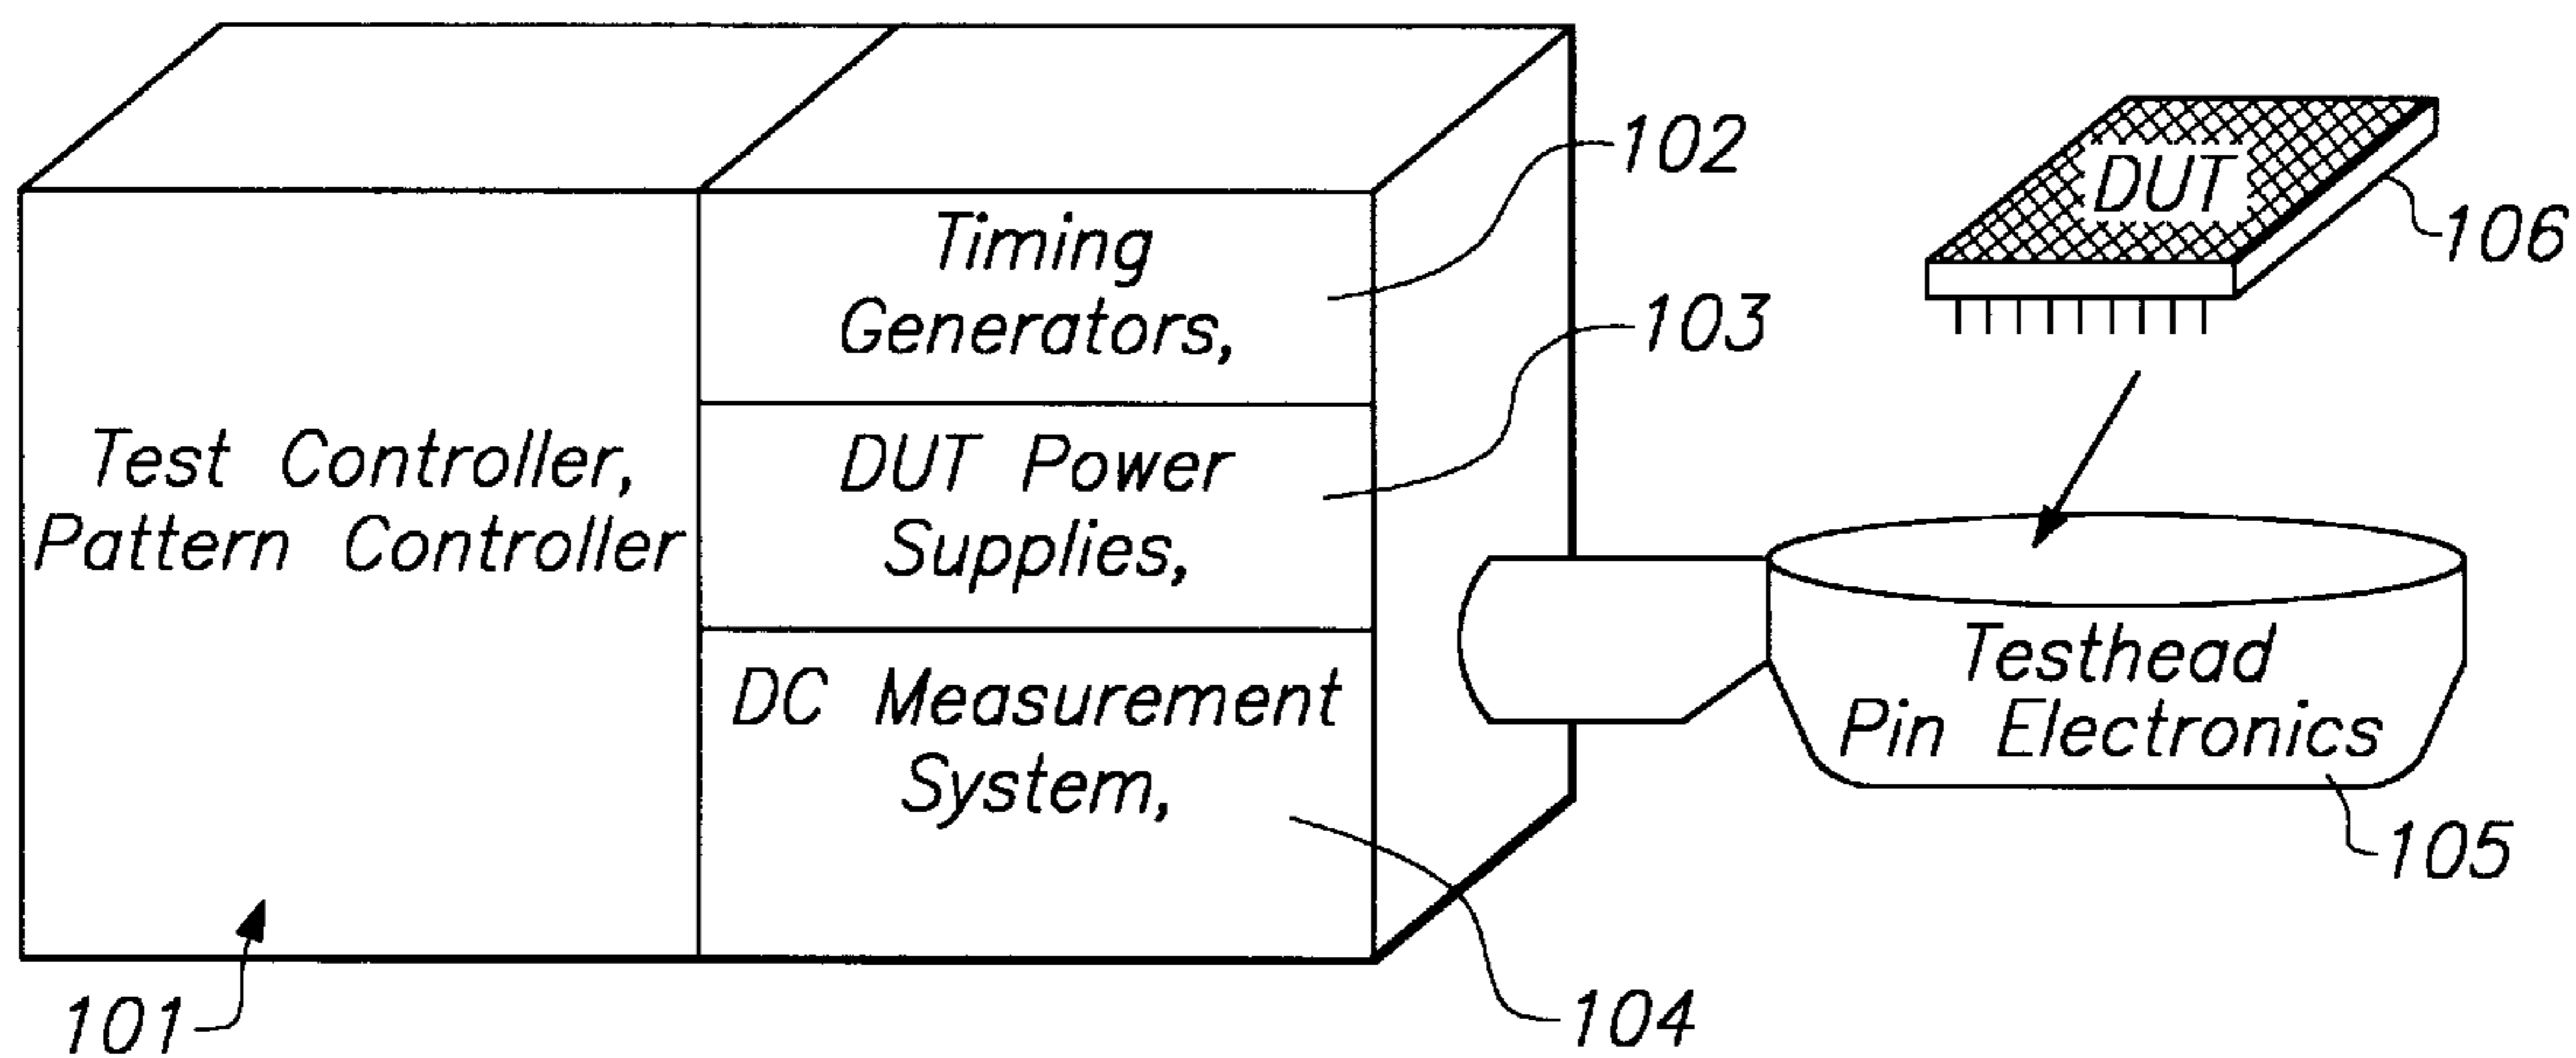 Test Controller,
Pattern Controller
101
Timing
Generators,
102
DUT Power
Supplies,
103
DC Measurement
System,
104
DUT
106
Testhead
Pin Electronics
105